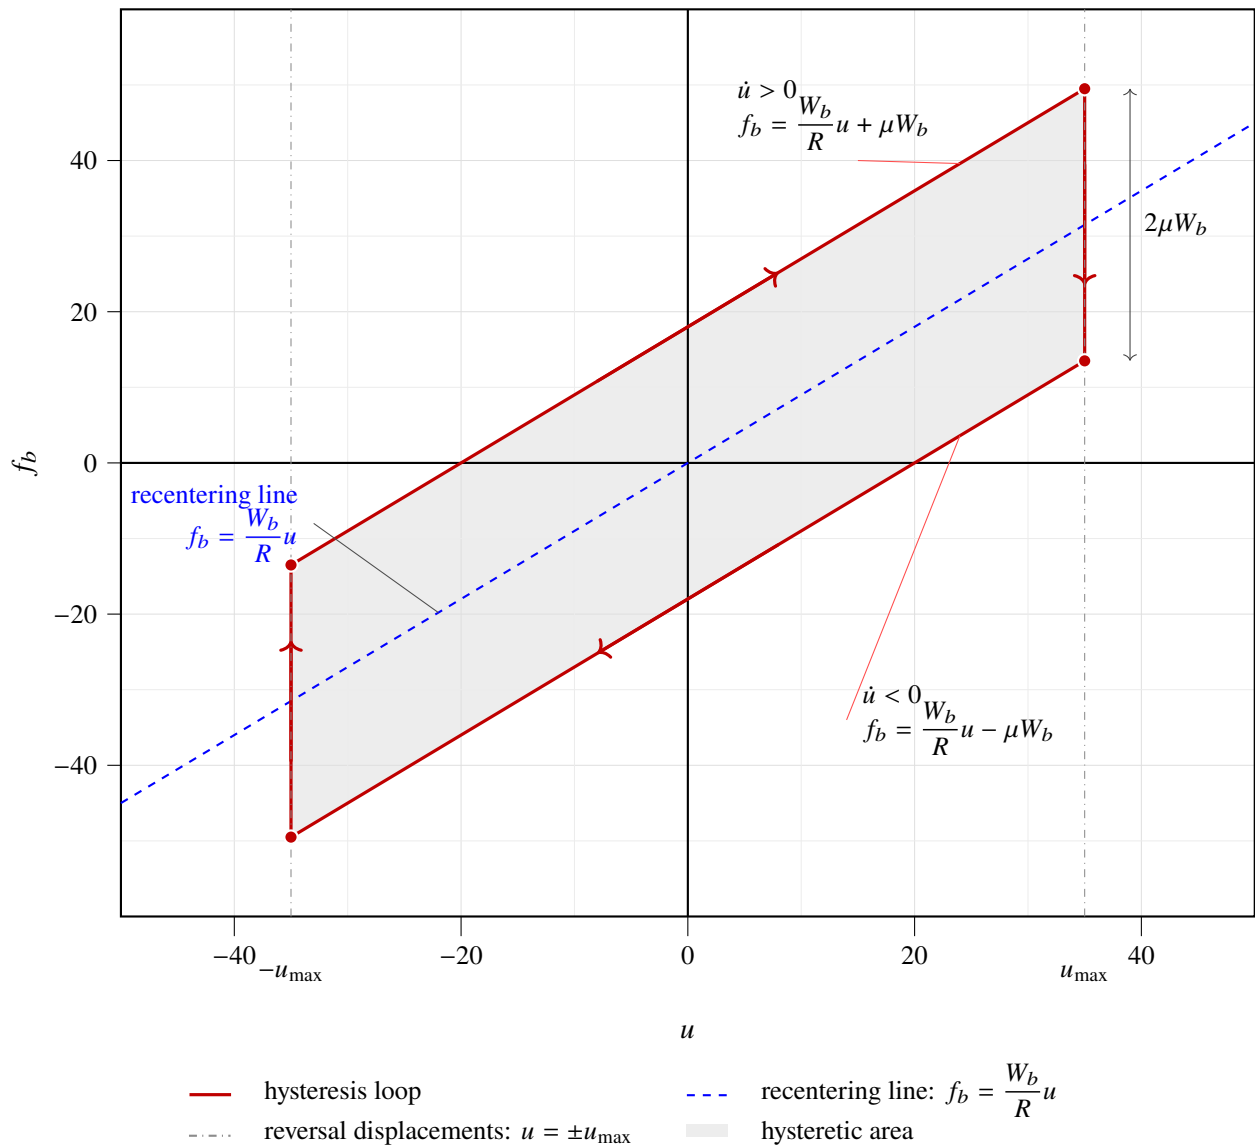 u̇ > 0
f_b = W_b/R u + μW_b
40
2μW_b
20
f_b
0
recentering line
f_b = W_b/R u
−20
u̇ < 0
f_b = W_b/R u − μW_b
−40
−40 −20 0 20 40
−u_max u_max
u
hysteresis loop recentering line: f_b = W_b/R u
reversal displacements: u = ±u_max hysteretic area